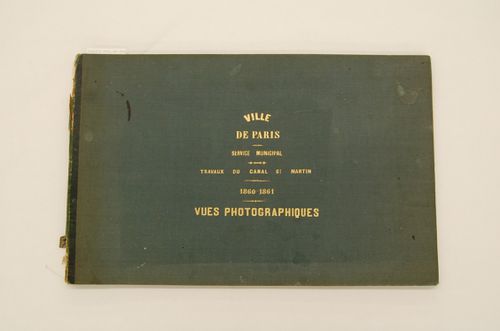 VILLE
DE PARIS
SERVICE MUNICIPAL
TRAVAUX DU CANAL St MARTIN
1860 1861
VUES PHOTOGRAPHIQUES